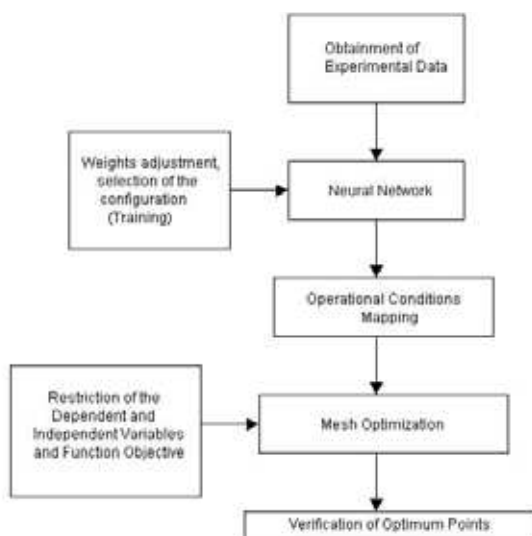 Obtainment of
Experimental Data
Weights adjustment,
selection of the
configuration
(Training)
Neural Network
Operational Conditions
Mapping
Restriction of the
Dependent and
Independent Variables
and Function Objective
Mesh Optimization
Verification of Optimum Points